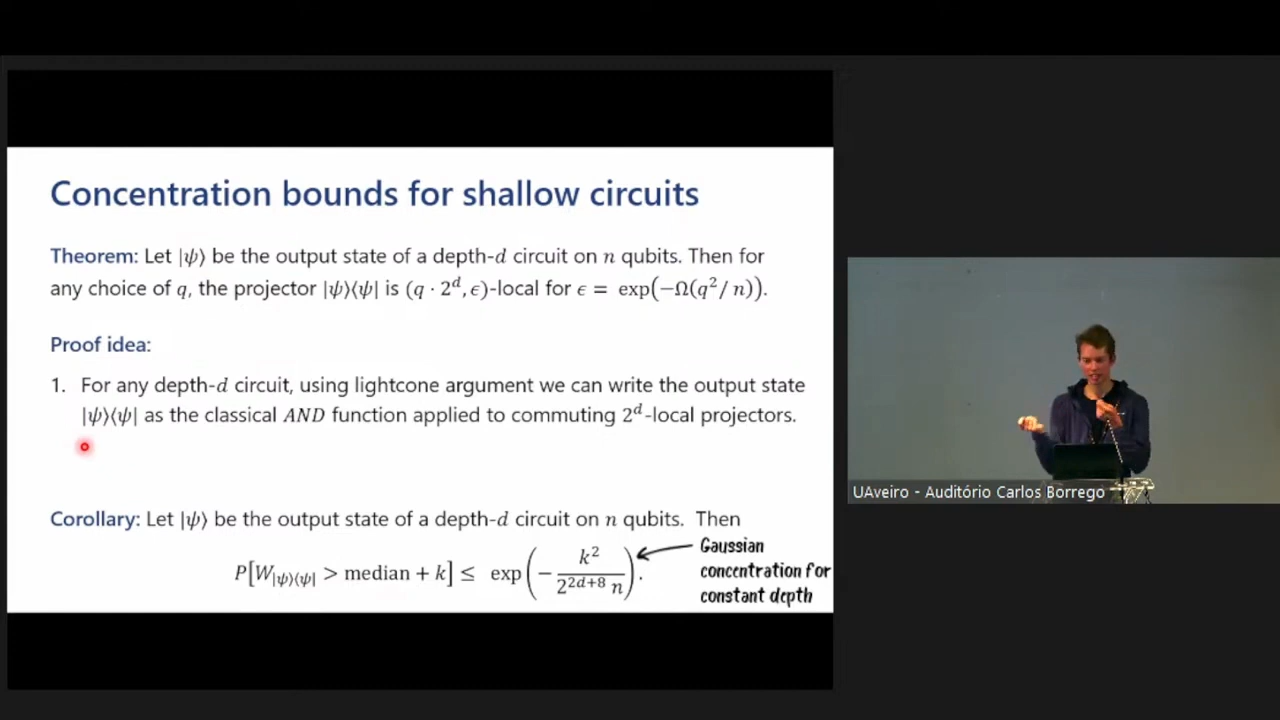 Concentration bounds for shallow circuits
Theorem: Let |ψ⟩ be the output state of a depth-d circuit on n qubits. Then for
any choice of q, the projector |ψ⟩⟨ψ| is (q · 2^d, ϵ)-local for ϵ = exp(−Ω(q²/n)).
Proof idea:
1. For any depth-d circuit, using lightcone argument we can write the output state
|ψ⟩⟨ψ| as the classical AND function applied to commuting 2^d-local projectors.
Corollary: Let |ψ⟩ be the output state of a depth-d circuit on n qubits. Then
P[W_{|ψ⟩⟨ψ|} > median + k] ≤ exp(−k²/(2^{2d+8} n)).
Gaussian
concentration for
constant depth
UAveiro - Auditório Carlos Borrego